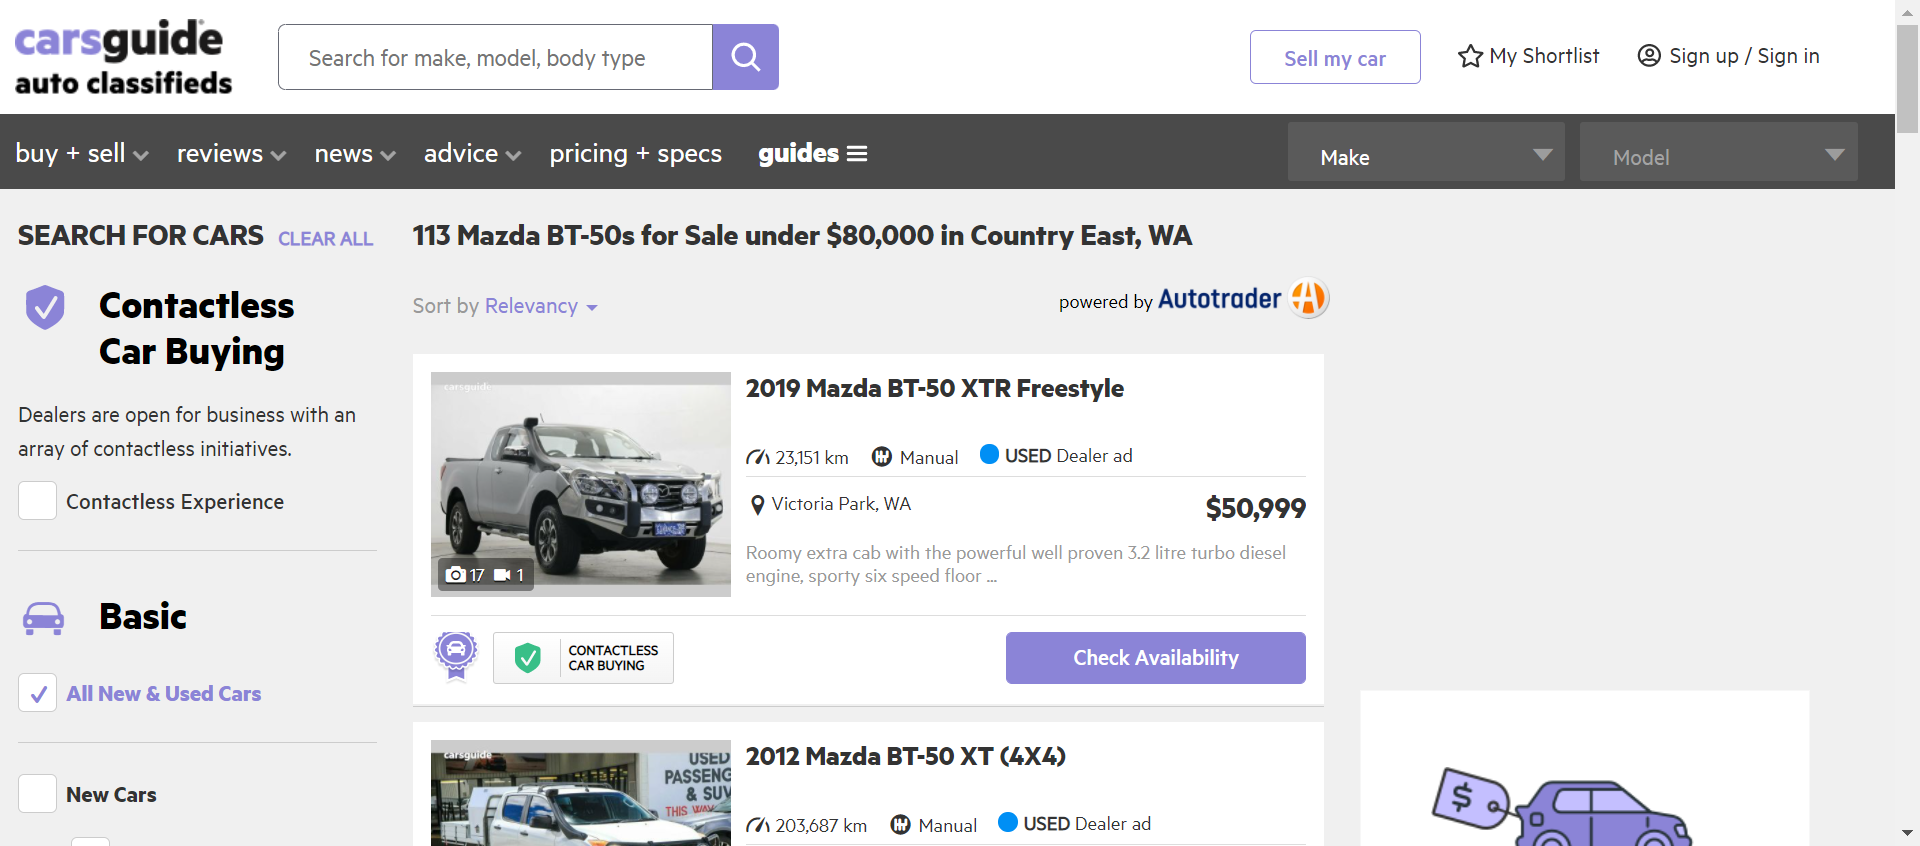 carsguide
auto classifieds
Search for make, model, body type
Sell my car
My Shortlist
Sign up / Sign in
buy + sell
reviews
news
advice
pricing + specs
guides
Make
Model
SEARCH FOR CARS
CLEAR ALL
Contactless
Car Buying
Dealers are open for business with an
array of contactless initiatives.
Contactless Experience
Basic
All New & Used Cars
New Cars
113 Mazda BT-50s for Sale under $80,000 in Country East, WA
Sort by Relevancy
powered by Autotrader
carsguide
17
1
2019 Mazda BT-50 XTR Freestyle
23,151 km
Manual
USED Dealer ad
Victoria Park, WA
$50,999
Roomy extra cab with the powerful well proven 3.2 litre turbo diesel
engine, sporty six speed floor ...
CONTACTLESS
CAR BUYING
Check Availability
carsguide
USED
PASSENG
& SUV
THIS WAY
2012 Mazda BT-50 XT (4X4)
203,687 km
Manual
USED Dealer ad
$